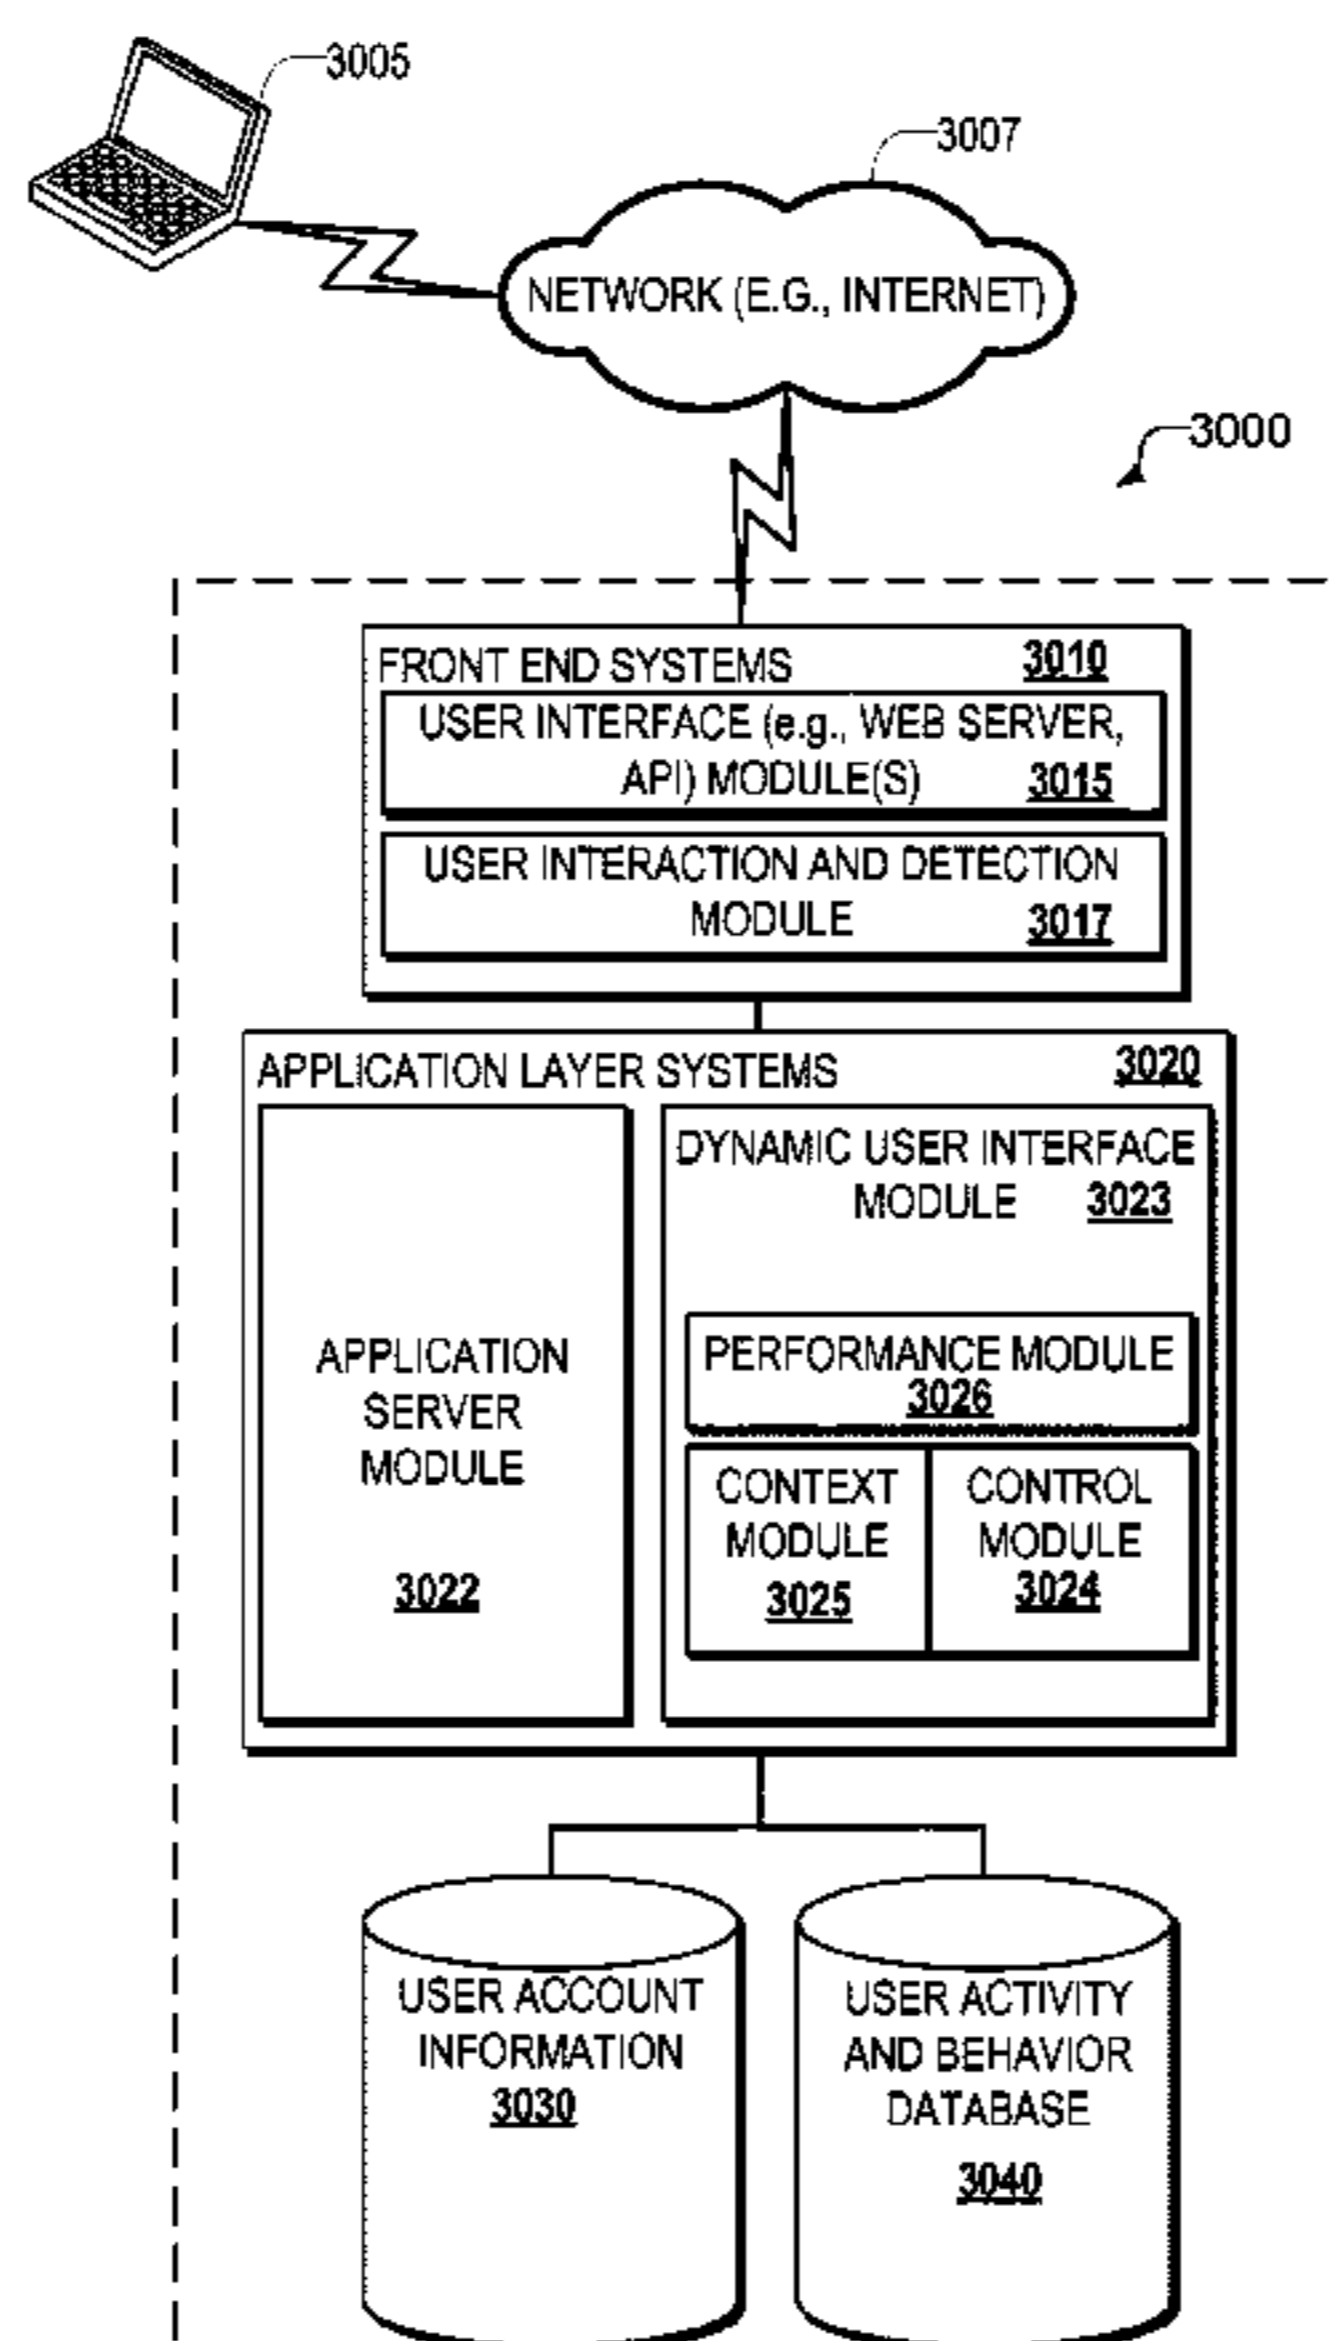 3005
3007
NETWORK (E.G., INTERNET)
3000
FRONT END SYSTEMS 3010
USER INTERFACE (e.g., WEB SERVER,
API) MODULE(S) 3015
USER INTERACTION AND DETECTION
MODULE 3017
APPLICATION LAYER SYSTEMS 3020
APPLICATION
SERVER
MODULE
3022
DYNAMIC USER INTERFACE
MODULE 3023
PERFORMANCE MODULE
3026
CONTEXT
MODULE
3025
CONTROL
MODULE
3024
USER ACCOUNT
INFORMATION
3030
USER ACTIVITY
AND BEHAVIOR
DATABASE
3040